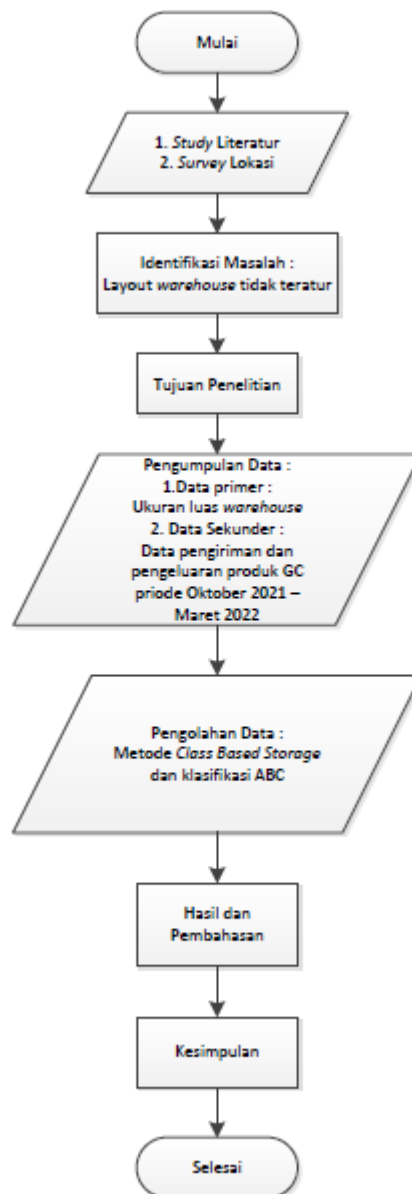 Mulai
1. Study Literatur
2. Survey Lokasi
Identifikasi Masalah :
Layout warehouse tidak teratur
Tujuan Penelitian
Pengumpulan Data :
1.Data primer :
Ukuran luas warehouse
2. Data Sekunder :
Data pengiriman dan
pengeluaran produk GC
priode Oktober 2021 –
Maret 2022
Pengolahan Data :
Metode Class Based Storage
dan klasifikasi ABC
Hasil dan
Pembahasan
Kesimpulan
Selesai